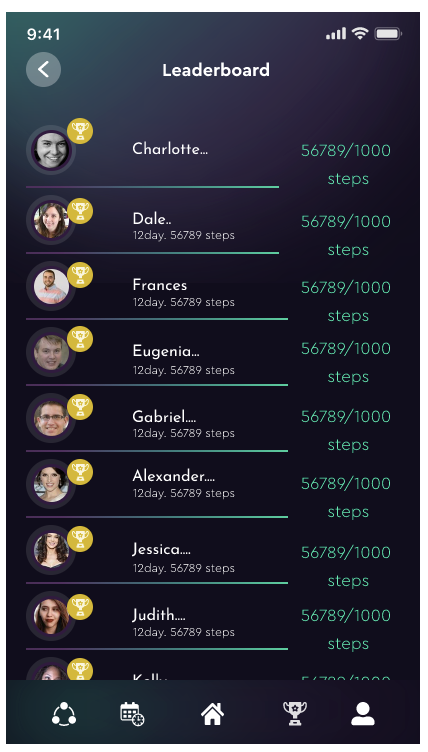 9:41
Leaderboard
Charlotte...
56789/1000
steps
Dale..
12day. 56789 steps
56789/1000
steps
Frances
12day. 56789 steps
56789/1000
steps
Eugenia...
12day. 56789 steps
56789/1000
steps
Gabriel....
12day. 56789 steps
56789/1000
steps
Alexander....
12day. 56789 steps
56789/1000
steps
Jessica....
12day. 56789 steps
56789/1000
steps
Judith....
12day. 56789 steps
56789/1000
steps